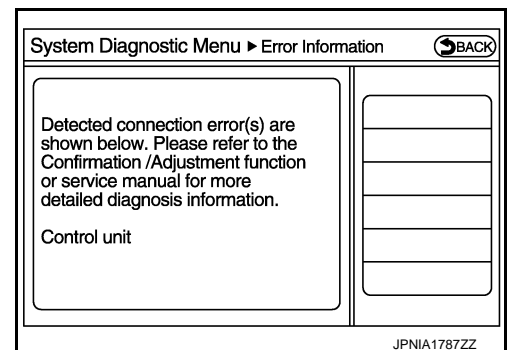 System Diagnostic Menu ▶ Error Information
BACK
Detected connection error(s) are
shown below. Please refer to the
Confirmation /Adjustment function
or service manual for more
detailed diagnosis information.
Control unit
JPNIA1787ZZ